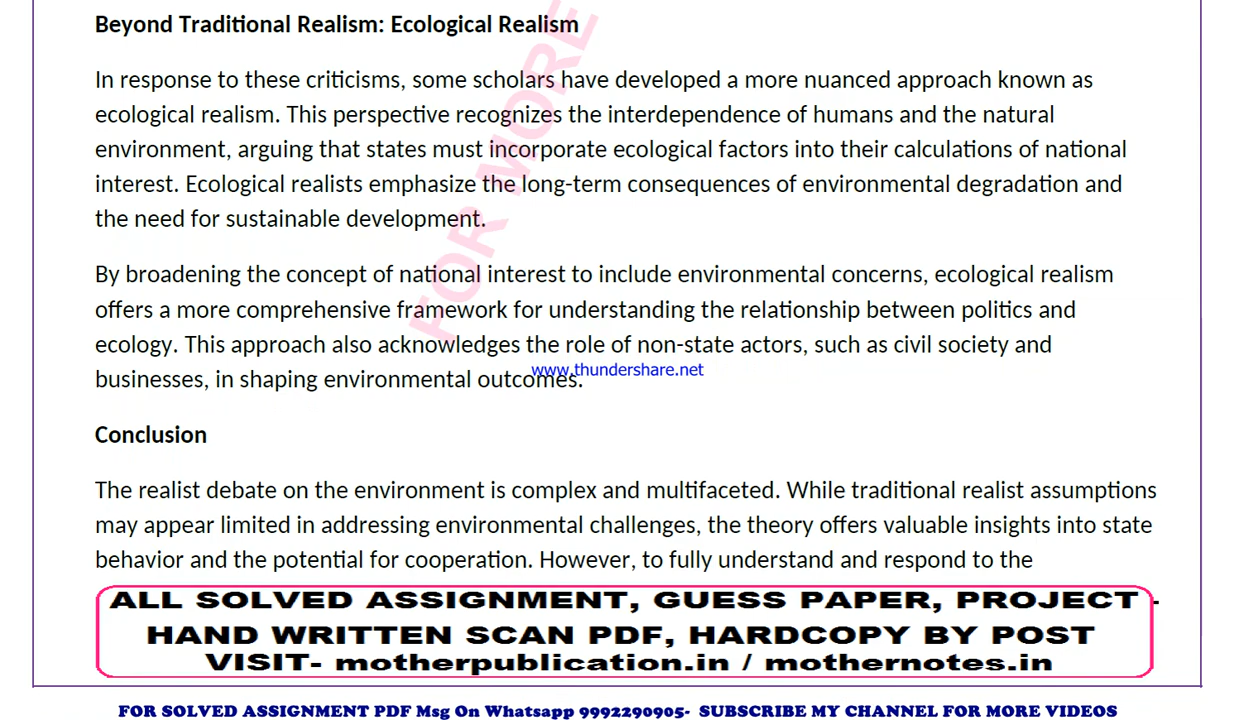 Beyond Traditional Realism: Ecological Realism
In response to these criticisms, some scholars have developed a more nuanced approach known as
ecological realism. This perspective recognizes the interdependence of humans and the natural
environment, arguing that states must incorporate ecological factors into their calculations of national
interest. Ecological realists emphasize the long-term consequences of environmental degradation and
the need for sustainable development.
FOR MORE
By broadening the concept of national interest to include environmental concerns, ecological realism
offers a more comprehensive framework for understanding the relationship between politics and
ecology. This approach also acknowledges the role of non-state actors, such as civil society and
www.thundershare.net
businesses, in shaping environmental outcomes.
Conclusion
The realist debate on the environment is complex and multifaceted. While traditional realist assumptions
may appear limited in addressing environmental challenges, the theory offers valuable insights into state
behavior and the potential for cooperation. However, to fully understand and respond to the
ALL SOLVED ASSIGNMENT, GUESS PAPER, PROJECT -
HAND WRITTEN SCAN PDF, HARDCOPY BY POST
VISIT- motherpublication.in / mothernotes.in
FOR SOLVED ASSIGNMENT PDF Msg On Whatsapp 9992290905- SUBSCRIBE MY CHANNEL FOR MORE VIDEOS